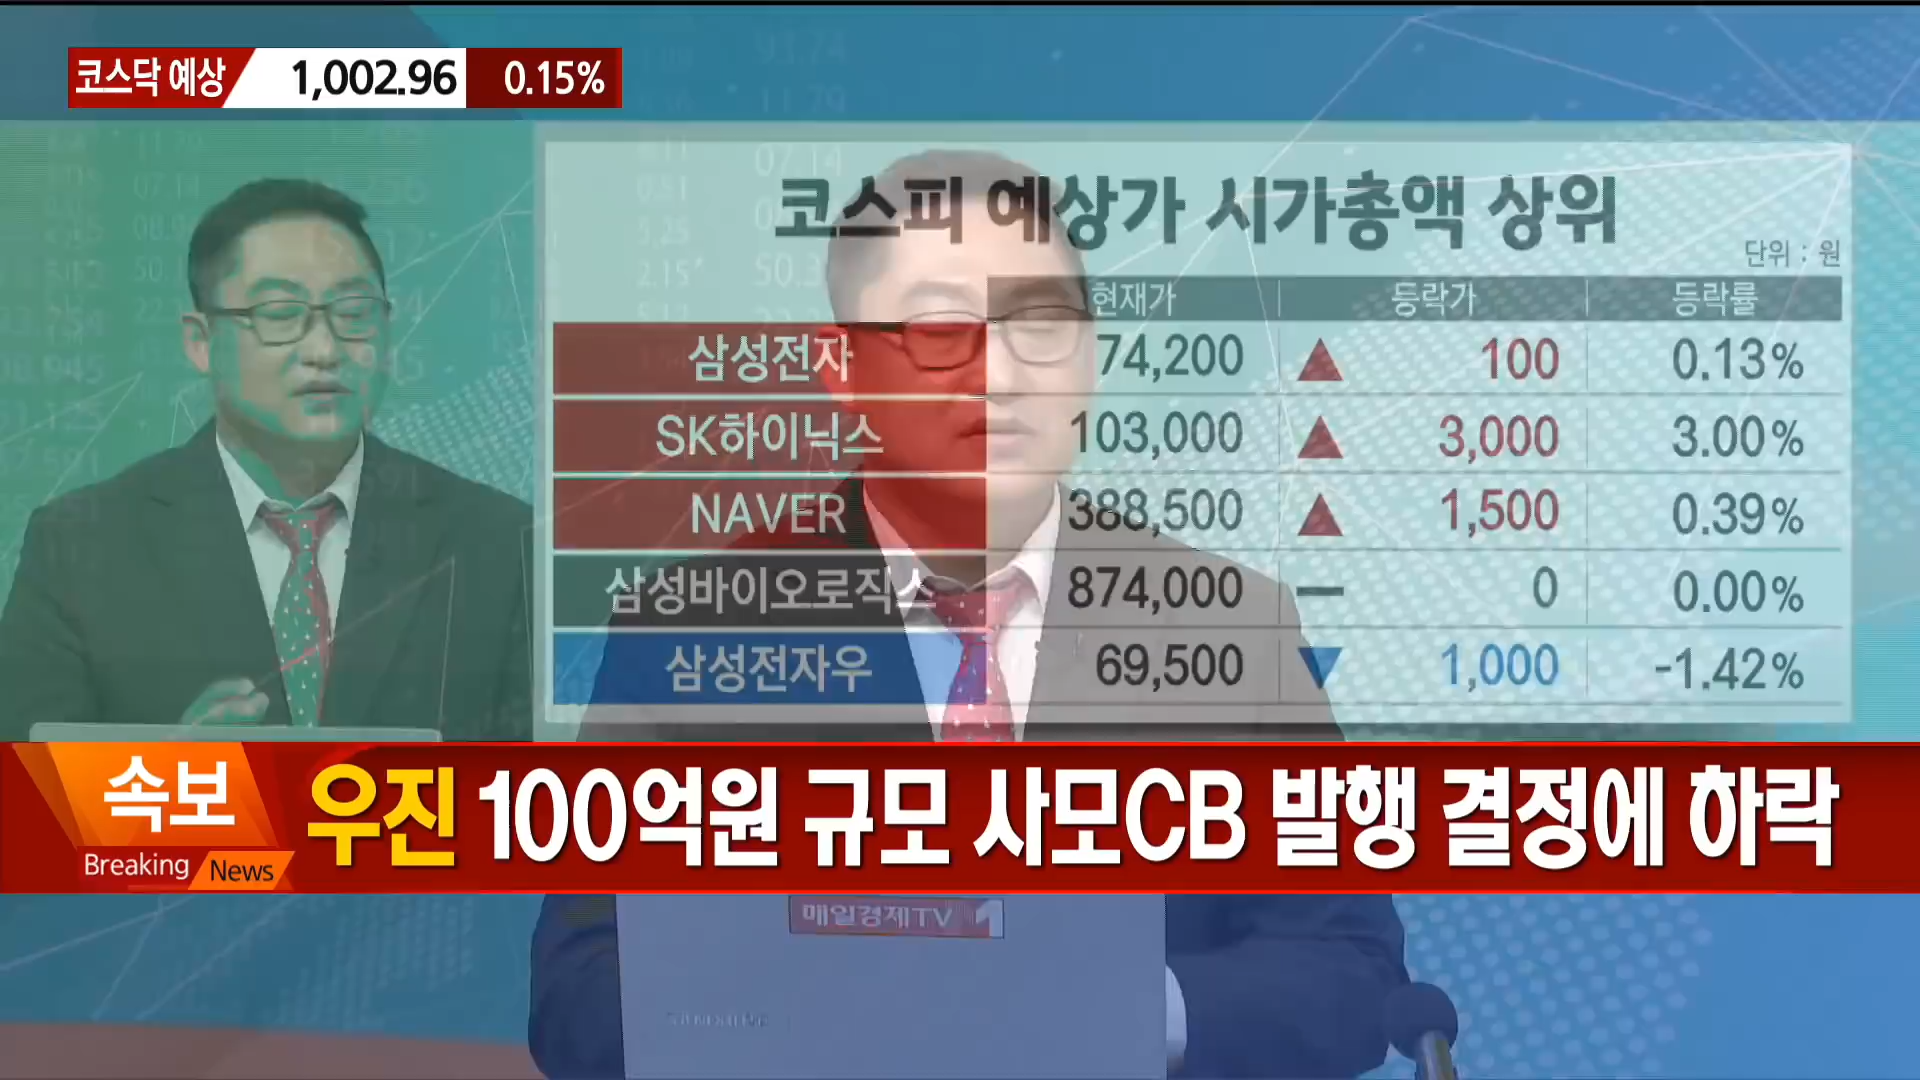 코스닥 예상 1,002.96 0.15%
코스피 예상가 시가총액 상위
단위 : 원
현재가 등락가 등락률
삼성전자 74,200 ▲ 100 0.13%
SK하이닉스 103,000 ▲ 3,000 3.00%
NAVER 388,500 ▲ 1,500 0.39%
삼성바이오로직스 874,000 — 0 0.00%
삼성전자우 69,500 ▼ 1,000 -1.42%
속보 우진 100억원 규모 사모CB 발행 결정에 하락
Breaking News
매일경제TV 1